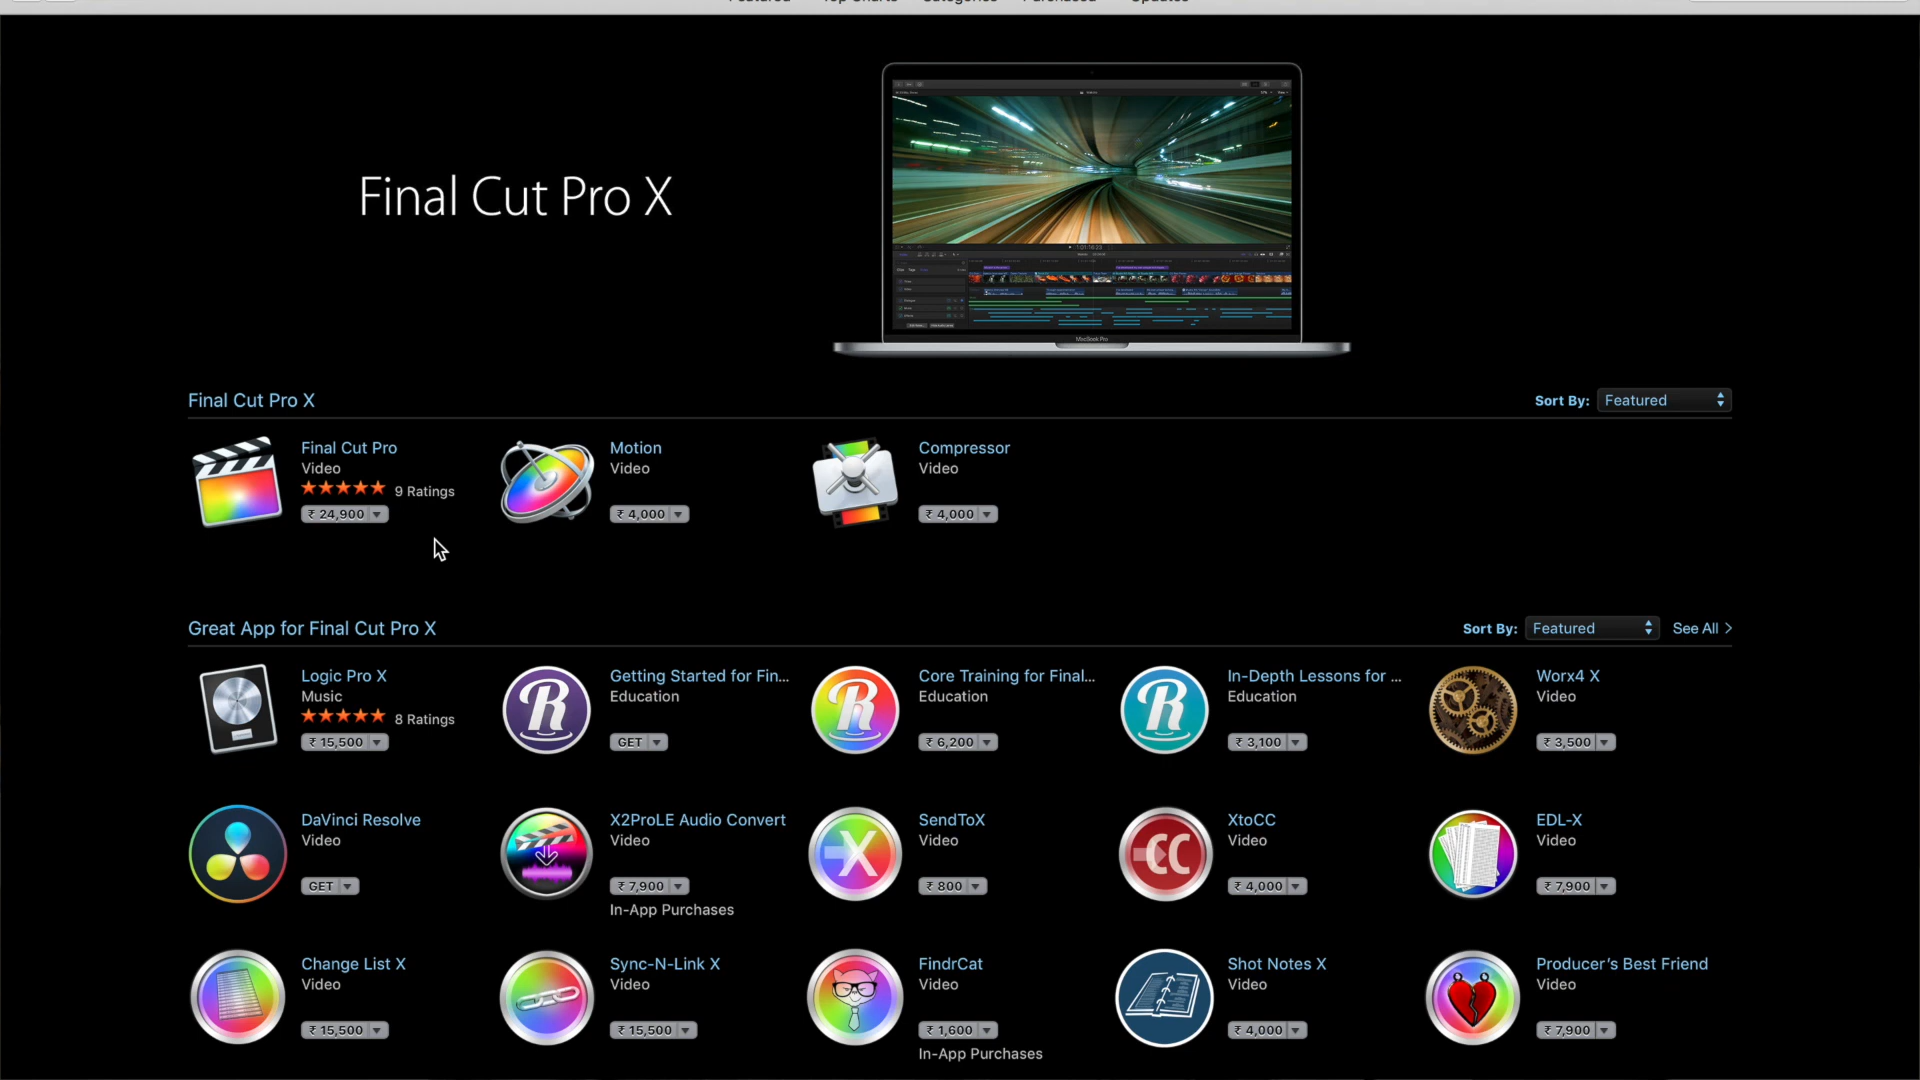 Final Cut Pro X
MacBook Pro
Final Cut Pro X
Sort By: Featured
Final Cut Pro
Video
9 Ratings
₹ 24,900
Motion
Video
₹ 4,000
Compressor
Video
₹ 4,000
Great App for Final Cut Pro X
Sort By: Featured See All >
Logic Pro X
Music
8 Ratings
₹ 15,500
Getting Started for Fin...
Education
GET
Core Training for Final...
Education
₹ 6,200
In-Depth Lessons for ...
Education
₹ 3,100
Worx4 X
Video
₹ 3,500
DaVinci Resolve
Video
GET
X2ProLE Audio Convert
Video
₹ 7,900
In-App Purchases
SendToX
Video
₹ 800
XtoCC
Video
₹ 4,000
EDL-X
Video
₹ 7,900
Change List X
Video
₹ 15,500
Sync-N-Link X
Video
₹ 15,500
FindrCat
Video
₹ 1,600
In-App Purchases
Shot Notes X
Video
₹ 4,000
Producer's Best Friend
Video
₹ 7,900